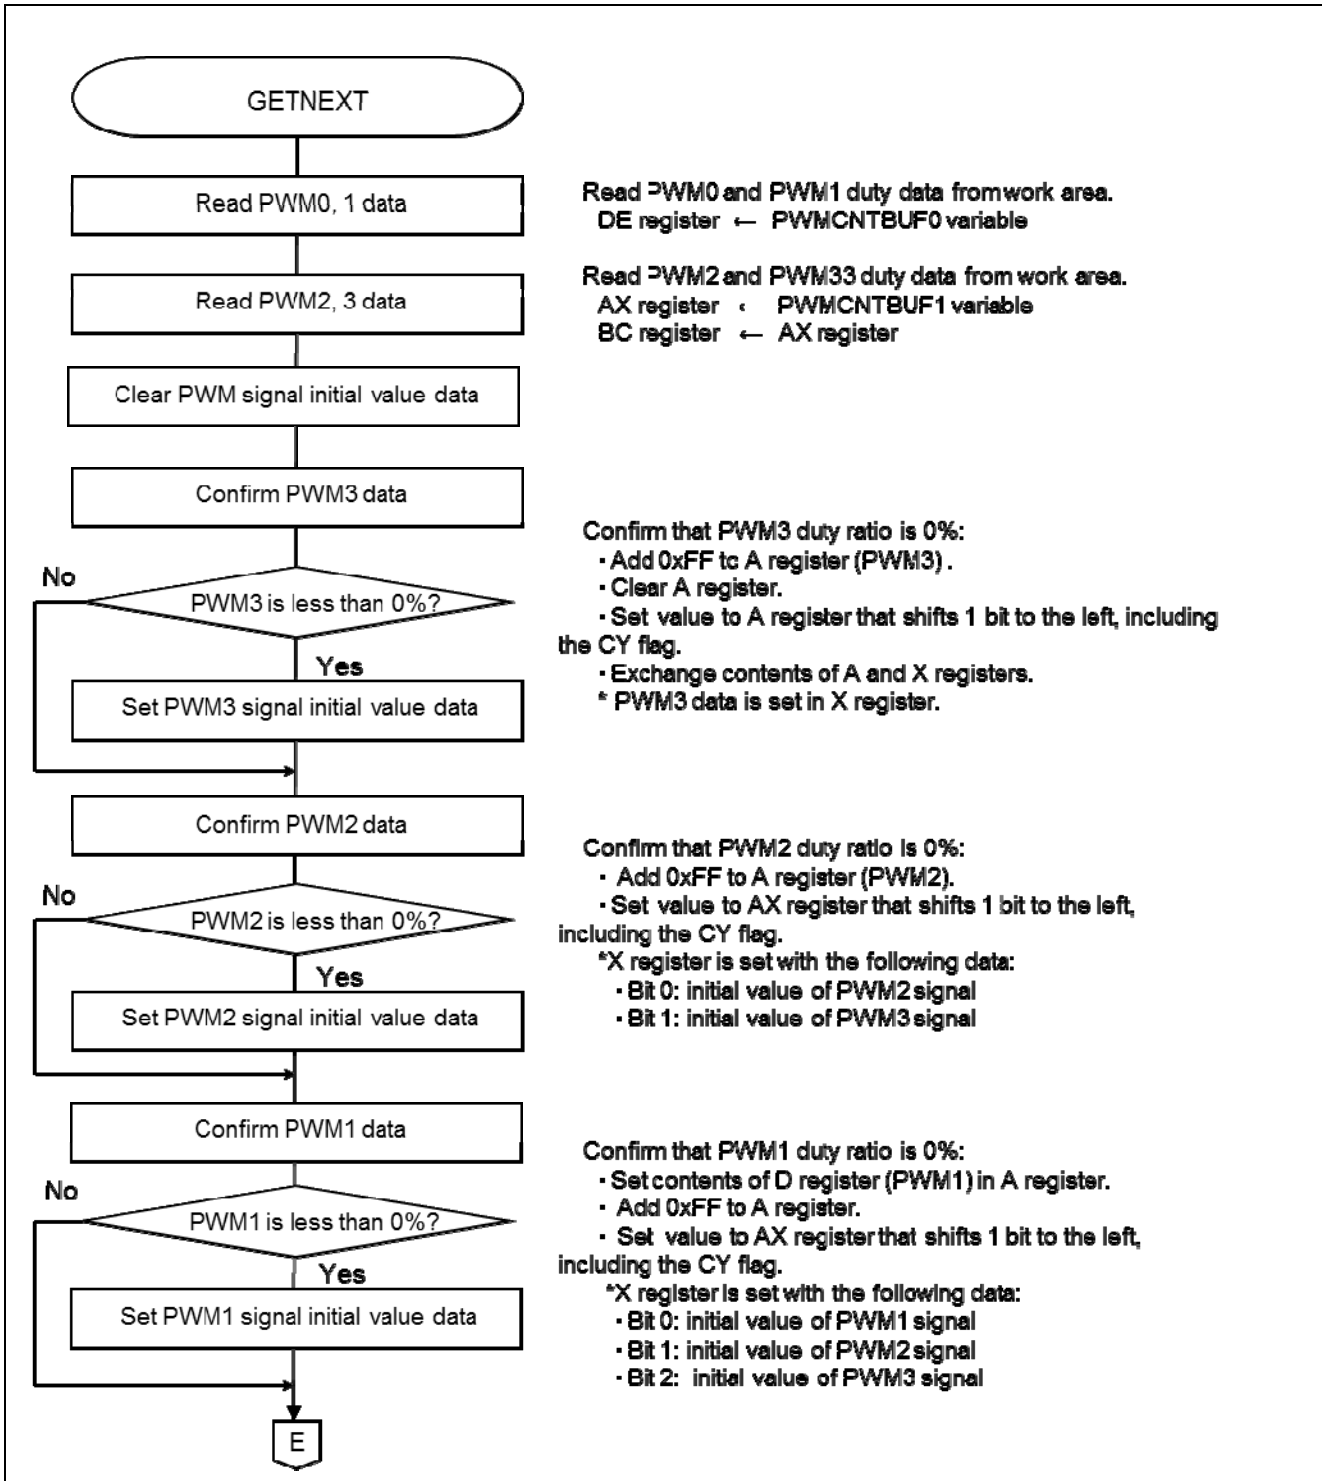 GETNEXT
Read PWM0, 1 data
Read PWM0 and PWM1 duty data from work area.
DE register ← PWMCNTBUF0 variable
Read PWM2, 3 data
Read PWM2 and PWM33 duty data from work area.
AX register ‹ PWMCNTBUF1 variable
BC register ← AX register
Clear PWM signal initial value data
Confirm PWM3 data
Confirm that PWM3 duty ratio is 0%:
・Add 0xFF to A register (PWM3) .
・Clear A register.
・Set value to A register that shifts 1 bit to the left, including
the CY flag.
・Exchange contents of A and X registers.
* PWM3 data is set in X register.
No
PWM3 is less than 0%?
Yes
Set PWM3 signal initial value data
Confirm PWM2 data
Confirm that PWM2 duty ratio is 0%:
・ Add 0xFF to A register (PWM2).
・Set value to AX register that shifts 1 bit to the left,
including the CY flag.
*X register is set with the following data:
・Bit 0: initial value of PWM2 signal
・Bit 1: initial value of PWM3 signal
No
PWM2 is less than 0%?
Yes
Set PWM2 signal initial value data
Confirm PWM1 data
Confirm that PWM1 duty ratio is 0%:
・Set contents of D register (PWM1) in A register.
・ Add 0xFF to A register.
・ Set value to AX register that shifts 1 bit to the left,
including the CY flag.
*X register is set with the following data:
・Bit 0: initial value of PWM1 signal
・Bit 1: initial value of PWM2 signal
・Bit 2: initial value of PWM3 signal
No
PWM1 is less than 0%?
Yes
Set PWM1 signal initial value data
E